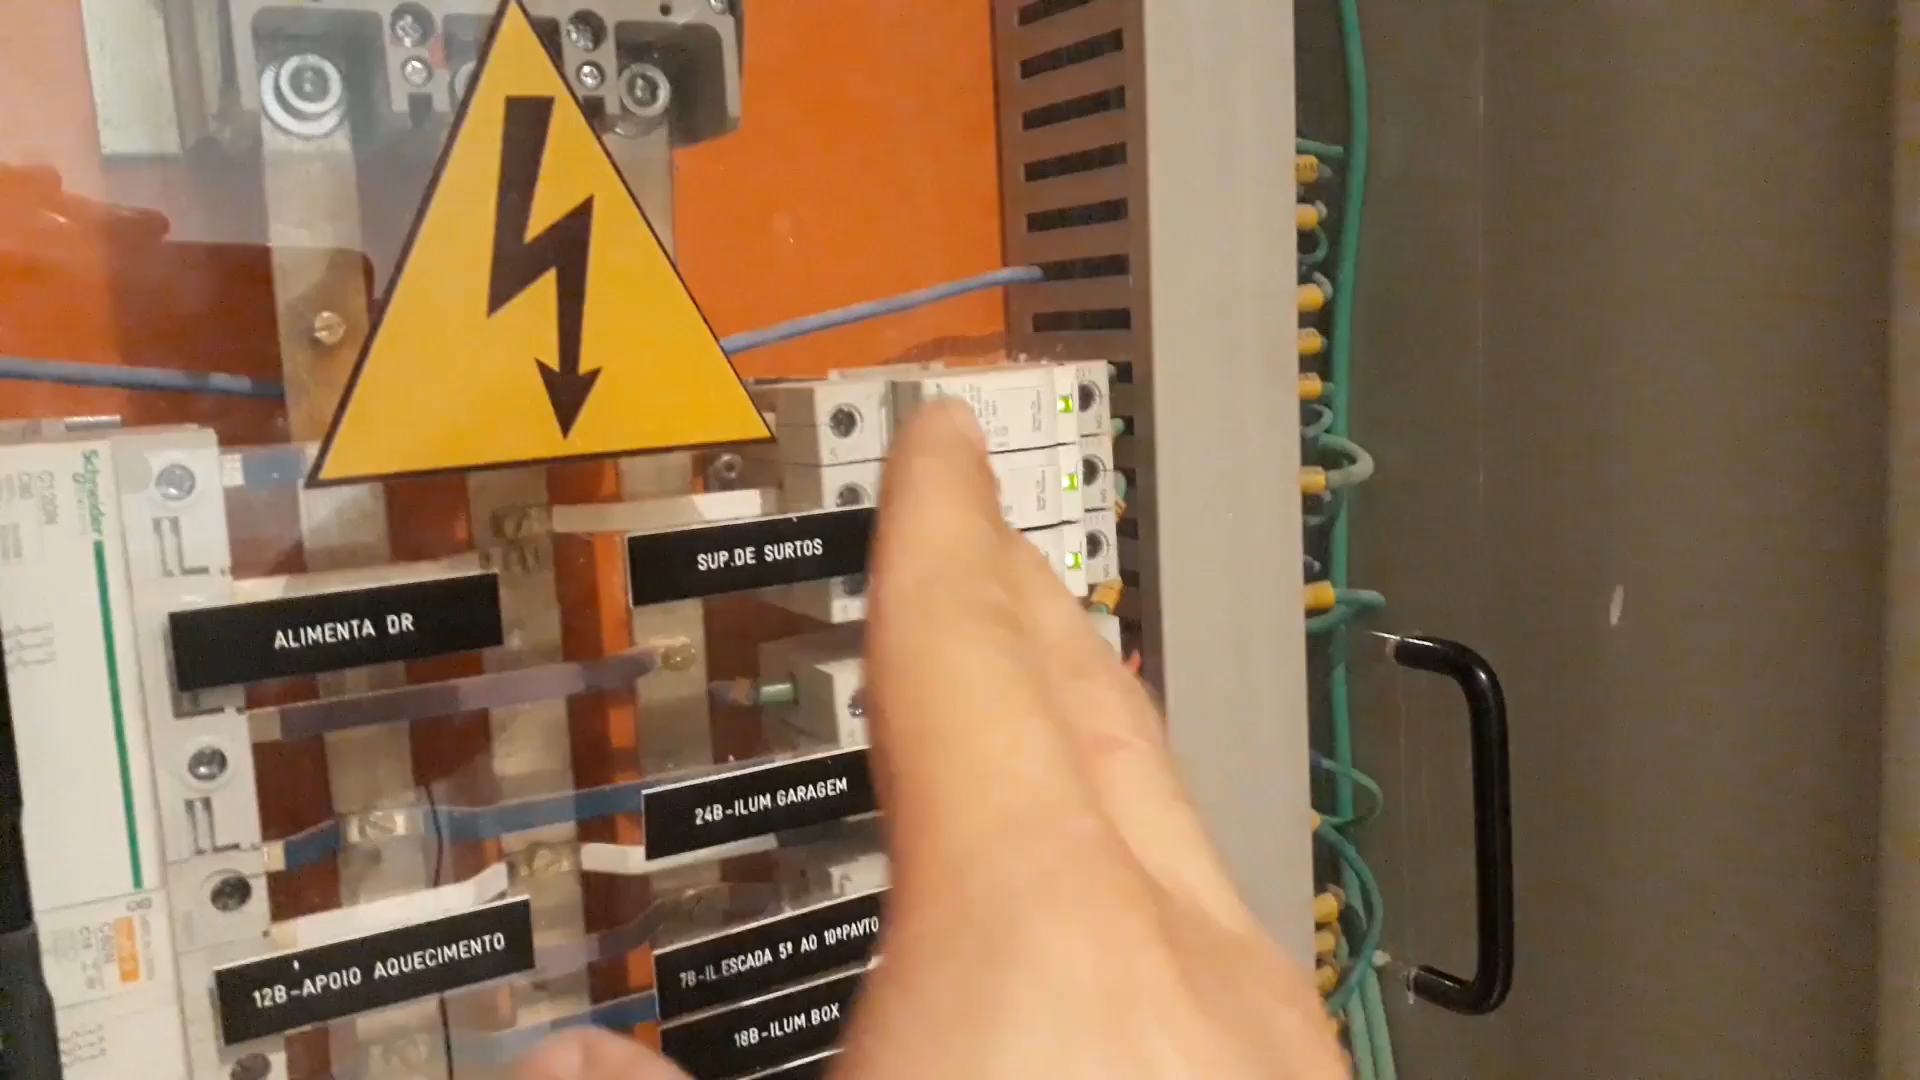 Schneider
C120N
SUP.DE SURTOS
ALIMENTA DR
24B-ILUM.GARAGEM
12B-APOIO AQUECIMENTO
7B-IL.ESCADA 5º AO 10ºPAVTO
18B-ILUM.BOX